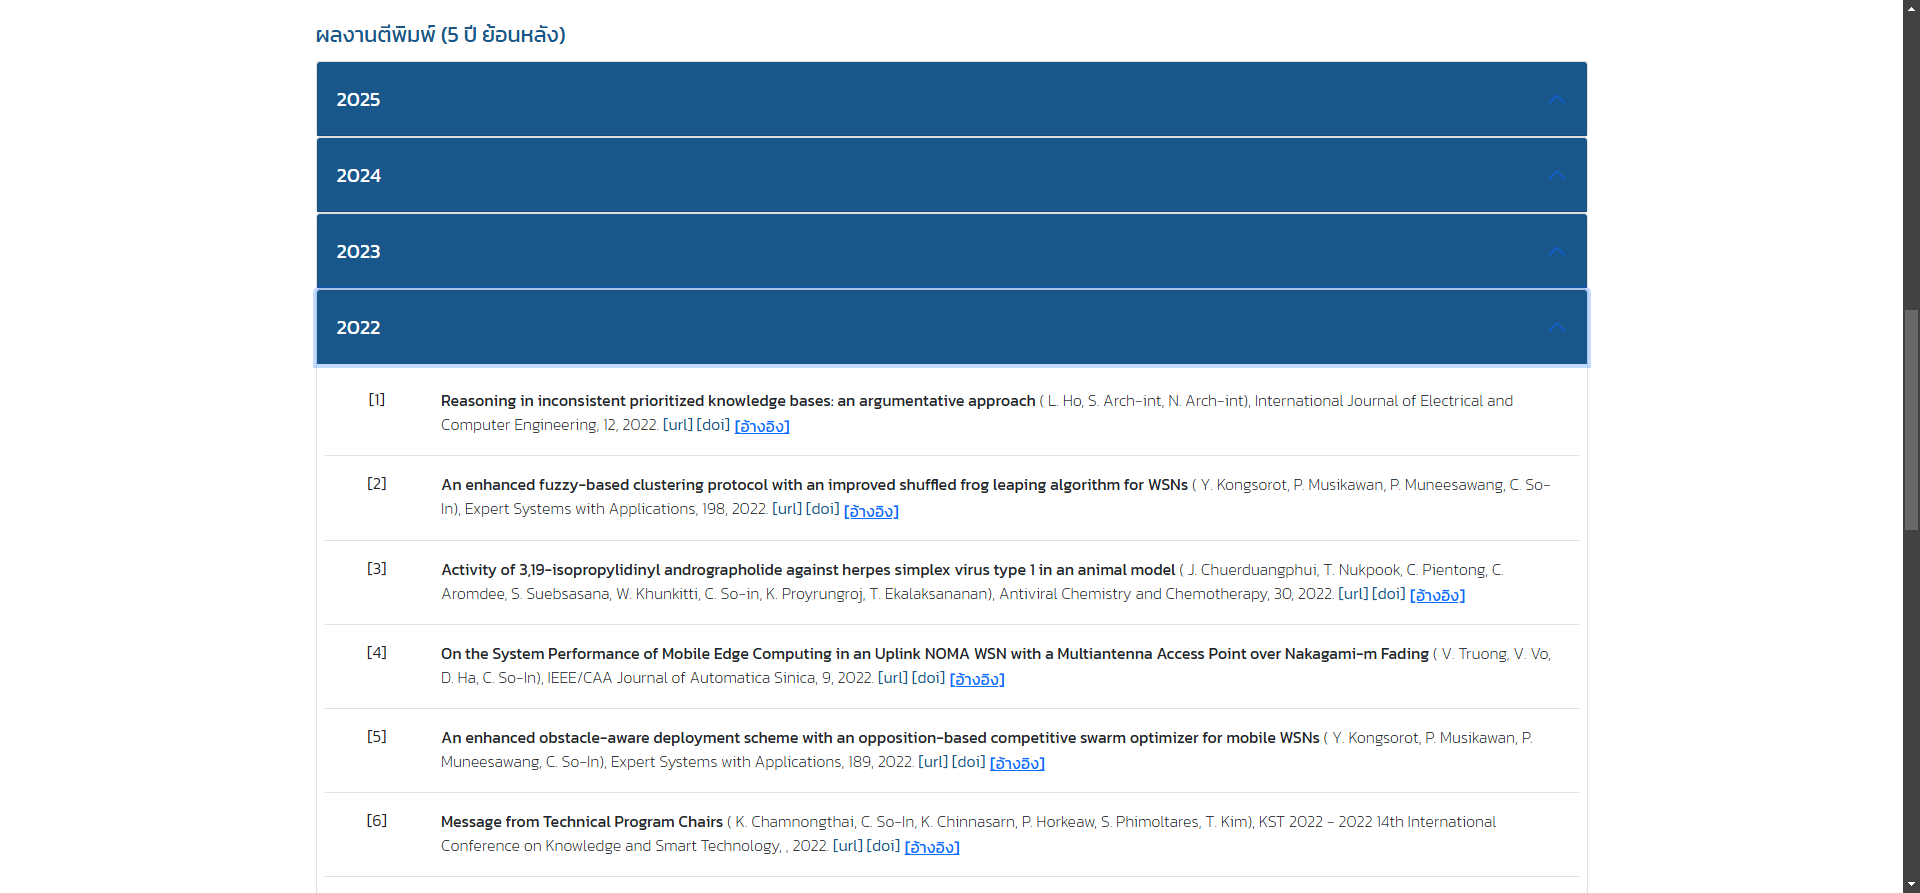 ผลงานตีพิมพ์ (5 ปี ย้อนหลัง)
2025
2024
2023
2022
[1] Reasoning in inconsistent prioritized knowledge bases: an argumentative approach ( L. Ho, S. Arch-int, N. Arch-int), International Journal of Electrical and
Computer Engineering, 12, 2022. [url] [doi] [อ้างอิง]
[2] An enhanced fuzzy-based clustering protocol with an improved shuffled frog leaping algorithm for WSNs ( Y. Kongsorot, P. Musikawan, P. Muneesawang, C. So-
In), Expert Systems with Applications, 198, 2022. [url] [doi] [อ้างอิง]
[3] Activity of 3,19-isopropylidinyl andrographolide against herpes simplex virus type 1 in an animal model ( J. Chuerduangphui, T. Nukpook, C. Pientong, C.
Aromdee, S. Suebsasana, W. Khunkitti, C. So-in, K. Proyrungroj, T. Ekalaksananan), Antiviral Chemistry and Chemotherapy, 30, 2022. [url] [doi] [อ้างอิง]
[4] On the System Performance of Mobile Edge Computing in an Uplink NOMA WSN with a Multiantenna Access Point over Nakagami-m Fading ( V. Truong, V. Vo,
D. Ha, C. So-In), IEEE/CAA Journal of Automatica Sinica, 9, 2022. [url] [doi] [อ้างอิง]
[5] An enhanced obstacle-aware deployment scheme with an opposition-based competitive swarm optimizer for mobile WSNs ( Y. Kongsorot, P. Musikawan, P.
Muneesawang, C. So-In), Expert Systems with Applications, 189, 2022. [url] [doi] [อ้างอิง]
[6] Message from Technical Program Chairs ( K. Chamnongthai, C. So-In, K. Chinnasarn, P. Horkeaw, S. Phimoltares, T. Kim), KST 2022 - 2022 14th International
Conference on Knowledge and Smart Technology, , 2022. [url] [doi] [อ้างอิง]